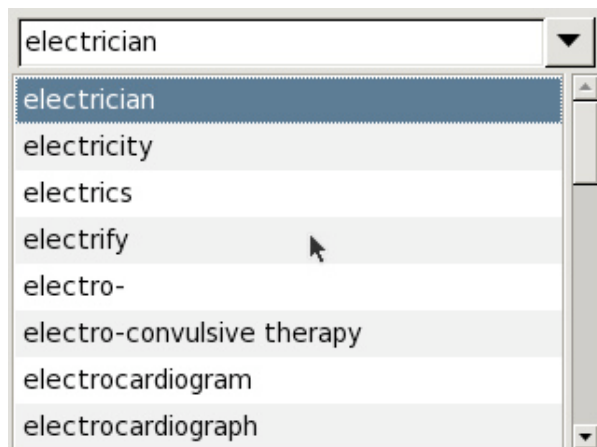 electrician
electrician
electricity
electrics
electrify
electro-
electro-convulsive therapy
electrocardiogram
electrocardiograph